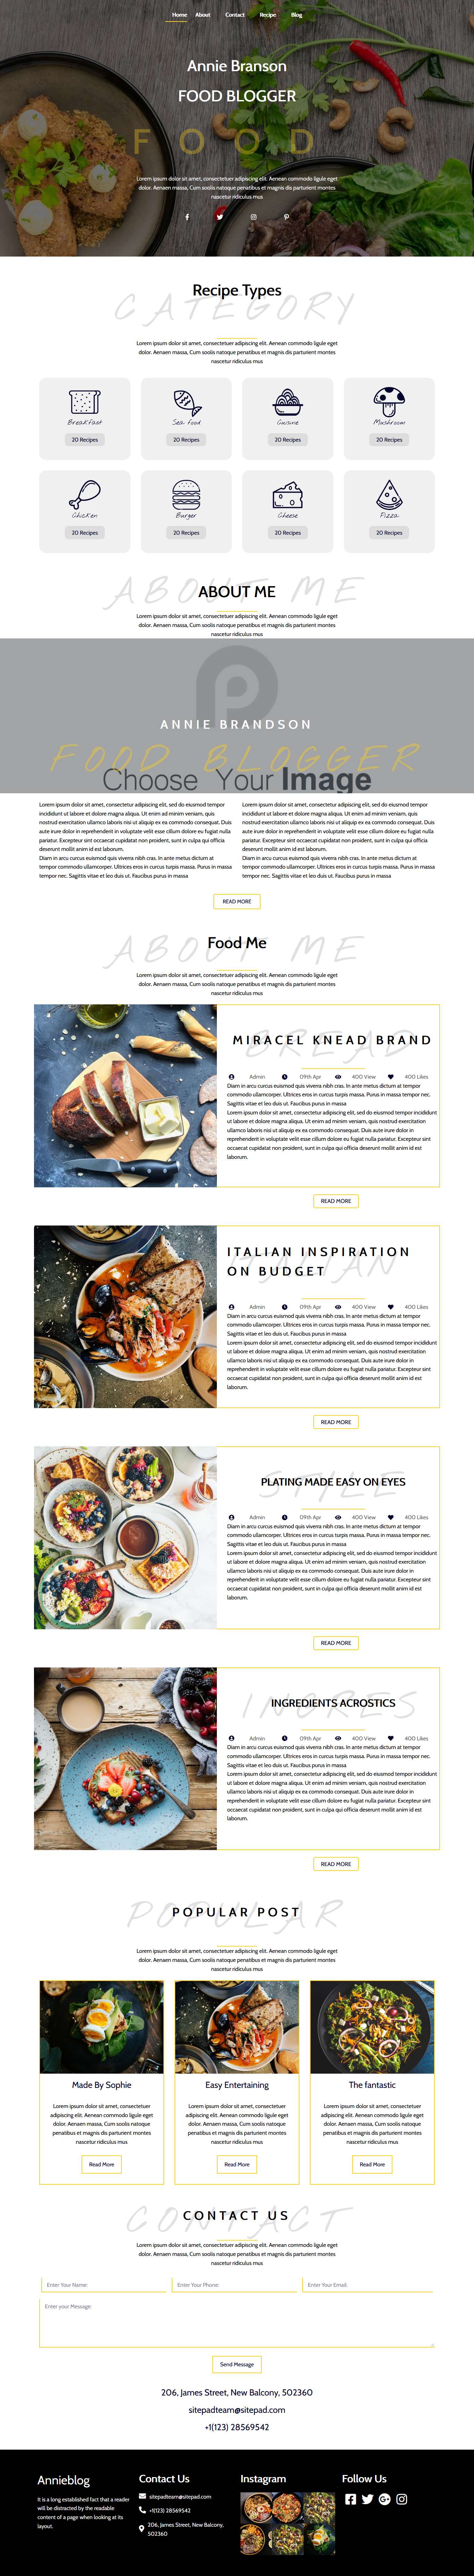 Home About Contact Recipe Blog
Annie Branson
FOOD BLOGGER
FOOD
Lorem ipsum dolor sit amet, consectetuer adipiscing elit. Aenean commodo ligule eget
dolor. Aenaen massa, Cum soolis natoque penatibus et magnis dis parturient montes
nascetur ridiculus mus
CATEGORY
Recipe Types
Lorem ipsum dolor sit amet, consectetuer adipiscing elit. Aenean commodo ligule eget
dolor. Aenaen massa, Cum soolis natoque penatibus et magnis dis parturient montes
nascetur ridiculus mus
Breakfast
20 Recipes
Sea food
20 Recipes
Cuisine
20 Recipes
Mushroom
20 Recipes
Chicken
20 Recipes
Burger
20 Recipes
Cheese
20 Recipes
Pizza
20 Recipes
ABOUT ME
ABOUT ME
Lorem ipsum dolor sit amet, consectetuer adipiscing elit. Aenean commodo ligule eget
dolor. Aenaen massa, Cum soolis natoque penatibus et magnis dis parturient montes
nascetur ridiculus mus
ANNIE BRANDSON
FOOD BLOGGER
Choose Your Image
Lorem ipsum dolor sit amet, consectetur adipiscing elit, sed do eiusmod tempor
incididunt ut labore et dolore magna aliqua. Ut enim ad minim veniam, quis
nostrud exercitation ullamco laboris nisi ut aliquip ex ea commodo consequat. Duis
aute irure dolor in reprehenderit in voluptate velit esse cillum dolore eu fugiat nulla
pariatur. Excepteur sint occaecat cupidatat non proident, sunt in culpa qui officia
deserunt mollit anim id est laborum.
Diam in arcu cursus euismod quis viverra nibh cras. In ante metus dictum at
tempor commodo ullamcorper. Ultrices eros in cursus turpis massa. Purus in massa
tempor nec. Sagittis vitae et leo duis ut. Faucibus purus in massa
Lorem ipsum dolor sit amet, consectetur adipiscing elit, sed do eiusmod tempor
incididunt ut labore et dolore magna aliqua. Ut enim ad minim veniam, quis
nostrud exercitation ullamco laboris nisi ut aliquip ex ea commodo consequat. Duis
aute irure dolor in reprehenderit in voluptate velit esse cillum dolore eu fugiat nulla
pariatur. Excepteur sint occaecat cupidatat non proident, sunt in culpa qui officia
deserunt mollit anim id est laborum.
Diam in arcu cursus euismod quis viverra nibh cras. In ante metus dictum at
tempor commodo ullamcorper. Ultrices eros in cursus turpis massa. Purus in massa
tempor nec. Sagittis vitae et leo duis ut. Faucibus purus in massa
READ MORE
ABOUT ME
Food Me
Lorem ipsum dolor sit amet, consectetuer adipiscing elit. Aenean commodo ligule eget
dolor. Aenaen massa, Cum soolis natoque penatibus et magnis dis parturient montes
nascetur ridiculus mus
BREAD
MIRACEL KNEAD BRAND
Admin 09th Apr 400 View 400 Likes
Diam in arcu cursus euismod quis viverra nibh cras. In ante metus dictum at tempor
commodo ullamcorper. Ultrices eros in cursus turpis massa. Purus in massa tempor nec.
Sagittis vitae et leo duis ut. Faucibus purus in massa
Lorem ipsum dolor sit amet, consectetur adipiscing elit, sed do eiusmod tempor incididunt
ut labore et dolore magna aliqua. Ut enim ad minim veniam, quis nostrud exercitation
ullamco laboris nisi ut aliquip ex ea commodo consequat. Duis aute irure dolor in
reprehenderit in voluptate velit esse cillum dolore eu fugiat nulla pariatur. Excepteur sint
occaecat cupidatat non proident, sunt in culpa qui officia deserunt mollit anim id est
laborum.
READ MORE
ITALIAN
ITALIAN INSPIRATION
ON BUDGET
Admin 09th Apr 400 View 400 Likes
Diam in arcu cursus euismod quis viverra nibh cras. In ante metus dictum at tempor
commodo ullamcorper. Ultrices eros in cursus turpis massa. Purus in massa tempor nec.
Sagittis vitae et leo duis ut. Faucibus purus in massa
Lorem ipsum dolor sit amet, consectetur adipiscing elit, sed do eiusmod tempor incididunt
ut labore et dolore magna aliqua. Ut enim ad minim veniam, quis nostrud exercitation
ullamco laboris nisi ut aliquip ex ea commodo consequat. Duis aute irure dolor in
reprehenderit in voluptate velit esse cillum dolore eu fugiat nulla pariatur. Excepteur sint
occaecat cupidatat non proident, sunt in culpa qui officia deserunt mollit anim id est
laborum.
READ MORE
STYLE
PLATING MADE EASY ON EYES
Admin 09th Apr 400 View 400 Likes
Diam in arcu cursus euismod quis viverra nibh cras. In ante metus dictum at tempor
commodo ullamcorper. Ultrices eros in cursus turpis massa. Purus in massa tempor nec.
Sagittis vitae et leo duis ut. Faucibus purus in massa
Lorem ipsum dolor sit amet, consectetur adipiscing elit, sed do eiusmod tempor incididunt
ut labore et dolore magna aliqua. Ut enim ad minim veniam, quis nostrud exercitation
ullamco laboris nisi ut aliquip ex ea commodo consequat. Duis aute irure dolor in
reprehenderit in voluptate velit esse cillum dolore eu fugiat nulla pariatur. Excepteur sint
occaecat cupidatat non proident, sunt in culpa qui officia deserunt mollit anim id est
laborum.
READ MORE
INGRES
INGREDIENTS ACROSTICS
Admin 09th Apr 400 View 400 Likes
Diam in arcu cursus euismod quis viverra nibh cras. In ante metus dictum at tempor
commodo ullamcorper. Ultrices eros in cursus turpis massa. Purus in massa tempor nec.
Sagittis vitae et leo duis ut. Faucibus purus in massa
Lorem ipsum dolor sit amet, consectetur adipiscing elit, sed do eiusmod tempor incididunt
ut labore et dolore magna aliqua. Ut enim ad minim veniam, quis nostrud exercitation
ullamco laboris nisi ut aliquip ex ea commodo consequat. Duis aute irure dolor in
reprehenderit in voluptate velit esse cillum dolore eu fugiat nulla pariatur. Excepteur sint
occaecat cupidatat non proident, sunt in culpa qui officia deserunt mollit anim id est
laborum.
READ MORE
POPULAR
POPULAR POST
Lorem ipsum dolor sit amet, consectetuer adipiscing elit. Aenean commodo ligule eget
dolor. Aenaen massa, Cum soolis natoque penatibus et magnis dis parturient montes
nascetur ridiculus mus
Made By Sophie
Lorem ipsum dolor sit amet, consectetuer
adipiscing elit. Aenean commodo ligule eget
dolor. Aenaen massa, Cum soolis natoque
penatibus et magnis dis parturient montes
nascetur ridiculus mus
Read More
Easy Entertaining
Lorem ipsum dolor sit amet, consectetuer
adipiscing elit. Aenean commodo ligule eget
dolor. Aenaen massa, Cum soolis natoque
penatibus et magnis dis parturient montes
nascetur ridiculus mus
Read More
The fantastic
Lorem ipsum dolor sit amet, consectetuer
adipiscing elit. Aenean commodo ligule eget
dolor. Aenaen massa, Cum soolis natoque
penatibus et magnis dis parturient montes
nascetur ridiculus mus
Read More
CONTACT
CONTACT US
Lorem ipsum dolor sit amet, consectetuer adipiscing elit. Aenean commodo ligule eget
dolor. Aenaen massa, Cum soolis natoque penatibus et magnis dis parturient montes
nascetur ridiculus mus
Enter Your Name: Enter Your Phone: Enter Your Email:
Enter your Message:
Send Message
206, James Street, New Balcony, 502360
sitepadteam@sitepad.com
+1(123) 28569542
Annieblog
It is a long established fact that a reader
will be distracted by the readable
content of a page when looking at its
layout.
Contact Us
sitepadteam@sitepad.com
+1(123) 28569542
206, James Street, New Balcony,
502360
Instagram
Follow Us